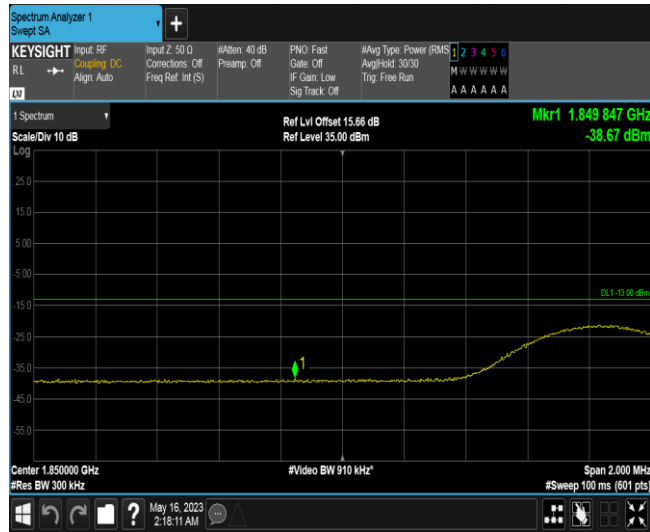 Spectrum Analyzer 1
Swept SA
KEYSIGHT
RL
LXI
Input: RF
Coupling: DC
Align: Auto
Input Z: 50 Ω
Corrections: Off
Freq Ref: Int (S)
#Atten: 40 dB
Preamp: Off
PNO: Fast
Gate: Off
IF Gain: Low
Sig Track: Off
#Avg Type: Power (RMS
Avg|Hold: 30/30
Trig: Free Run
1 2 3 4 5 6
M W W W W W
A A A A A A
1 Spectrum
Scale/Div 10 dB
Ref Lvl Offset 15.66 dB
Ref Level 35.00 dBm
Mkr1 1.849 847 GHz
-38.67 dBm
Log
25.0
15.0
5.00
-5.00
DL1 -13.00 dBm
-15.0
-25.0
-35.0
1
-45.0
-55.0
Center 1.850000 GHz
#Video BW 910 kHz*
Span 2.000 MHz
#Res BW 300 kHz
#Sweep 100 ms (601 pts)
?
May 16, 2023
2:18:11 AM